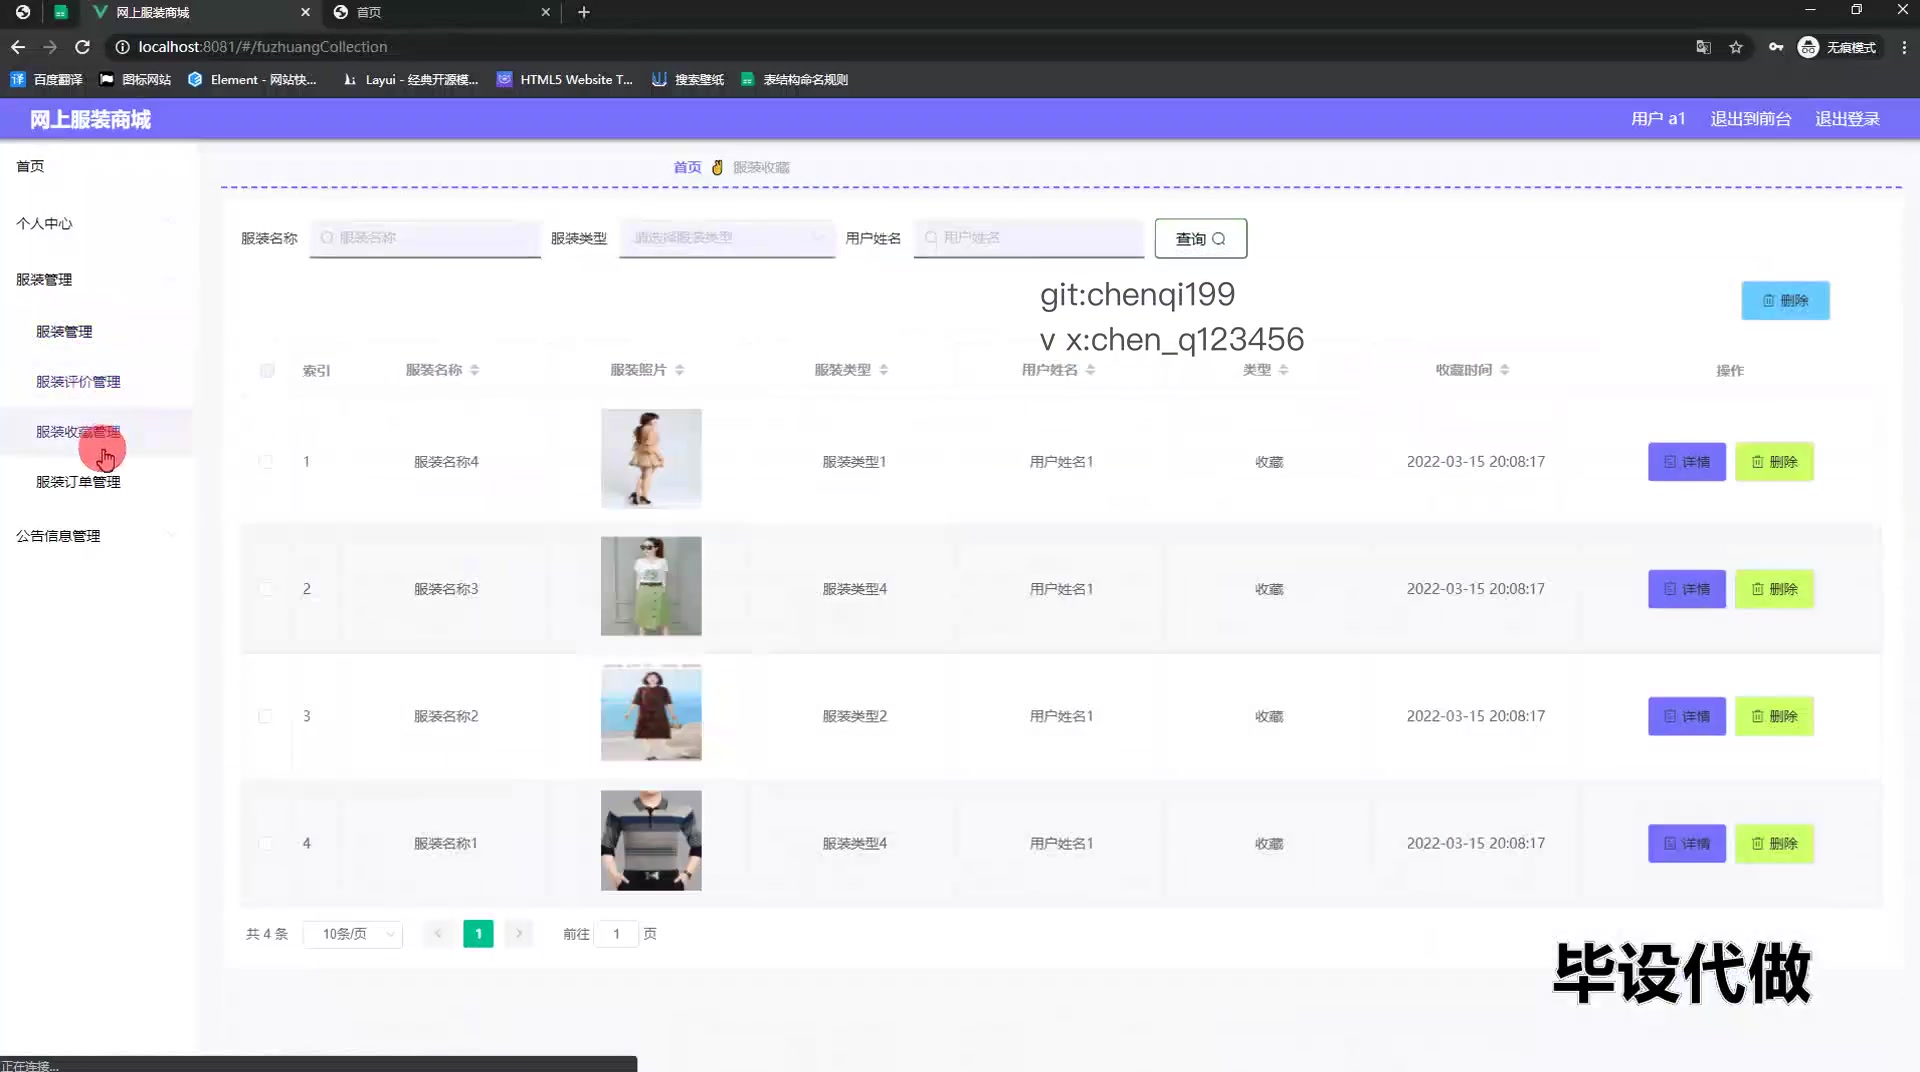 网上服装商城
首页
localhost:8081/#/fuzhuangCollection
无痕模式
百度翻译 图标网站 Element - 网站快... Layui - 经典开源模... HTML5 Website T... 搜索壁纸 表结构命名规则
网上服装商城
用户 a1 退出到前台 退出登录
首页
个人中心
服装管理
服装管理
服装评价管理
服装收藏管理
服装订单管理
公告信息管理
首页 服装收藏
服装名称 服装名称 服装类型 请选择服装类型 用户姓名 用户姓名 查询
git:chenqi199
v x:chen_q123456
删除
索引 服装名称 服装照片 服装类型 用户姓名 类型 收藏时间 操作
1 服装名称4 服装类型1 用户姓名1 收藏 2022-03-15 20:08:17 详情 删除
2 服装名称3 服装类型4 用户姓名1 收藏 2022-03-15 20:08:17 详情 删除
3 服装名称2 服装类型2 用户姓名1 收藏 2022-03-15 20:08:17 详情 删除
4 服装名称1 服装类型4 用户姓名1 收藏 2022-03-15 20:08:17 详情 删除
共 4 条 10条/页 1 前往 1 页
毕设代做
正在连接...